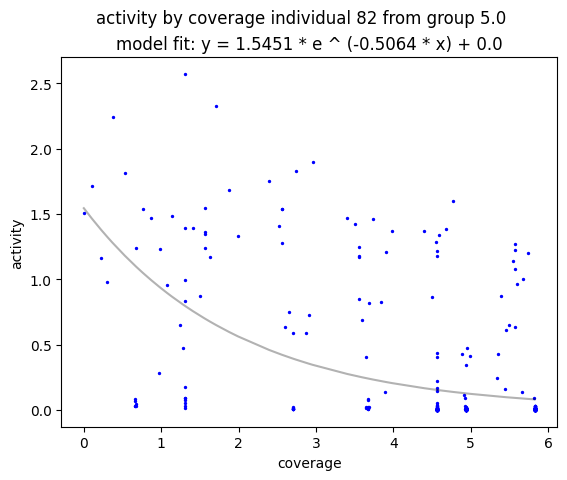 activity by coverage individual 82 from group 5.0
model fit: y = 1.5451 * e ^ (-0.5064 * x) + 0.0
2.5
2.0
1.5
1.0
0.5
0.0
activity
0 1 2 3 4 5 6
coverage